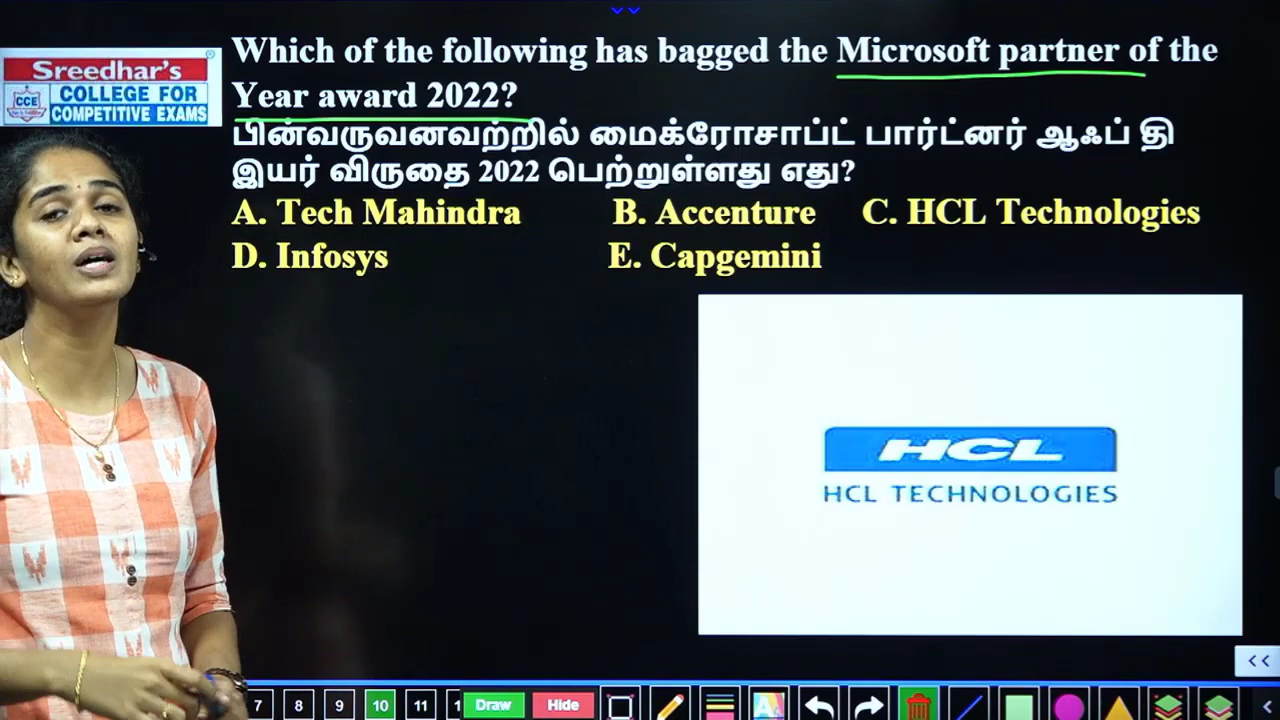 Which of the following has bagged the Microsoft partner of the
Year award 2022?
பின்வருவனவற்றில் மைக்ரோசாப்ட் பார்ட்னர் ஆஃப் தி
இயர் விருதை 2022 பெற்றுள்ளது எது?
A. Tech Mahindra B. Accenture C. HCL Technologies
D. Infosys E. Capgemini
Sreedhar's
CCE
COLLEGE FOR
COMPETITIVE EXAMS
HCL
HCL TECHNOLOGIES
<<
7 8 9 10 11 1 Draw Hide A <